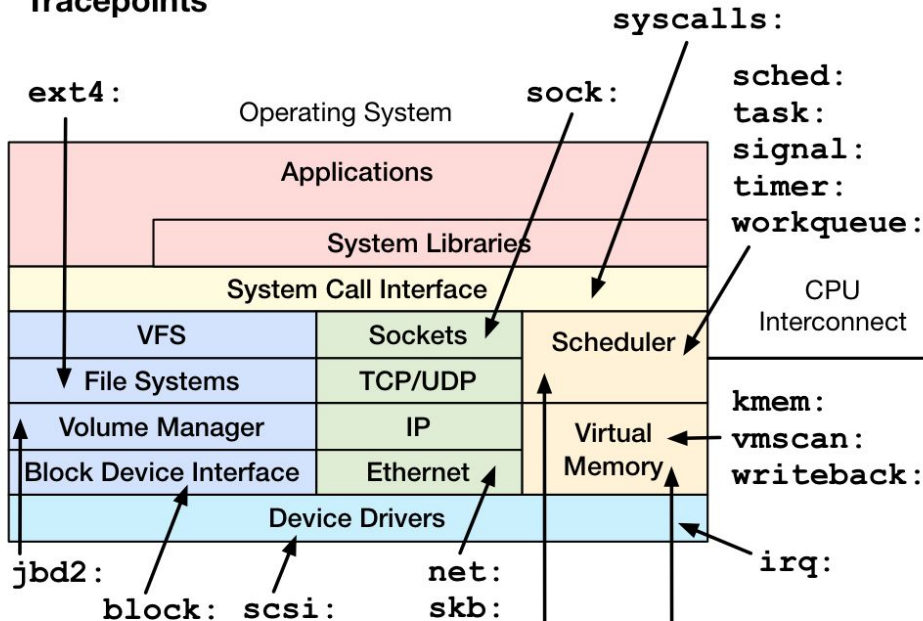 Tracepoints
syscalls:
ext4:
Operating System
sock:
sched:
task:
signal:
timer:
workqueue:
Applications
System Libraries
System Call Interface
CPU
Interconnect
VFS
Sockets
Scheduler
File Systems
TCP/UDP
Volume Manager
IP
Virtual
Memory
Block Device Interface
Ethernet
kmem:
vmscan:
writeback:
Device Drivers
jbd2:
block:
scsi:
net:
skb:
irq: